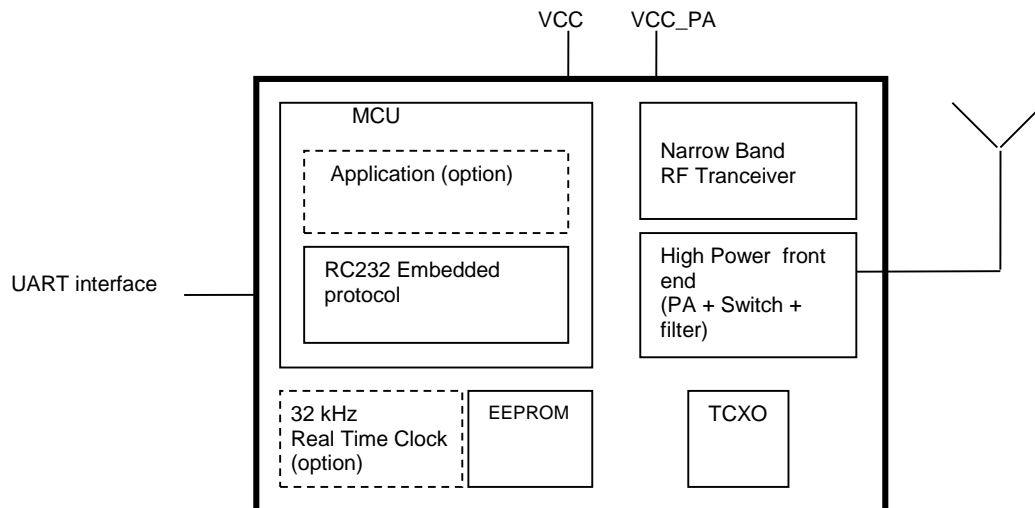 VCC
VCC_PA
MCU
Application (option)
RC232 Embedded
protocol
Narrow Band
RF Tranceiver
High Power front
end
(PA + Switch +
filter)
UART interface
32 kHz
Real Time Clock
(option)
EEPROM
TCXO